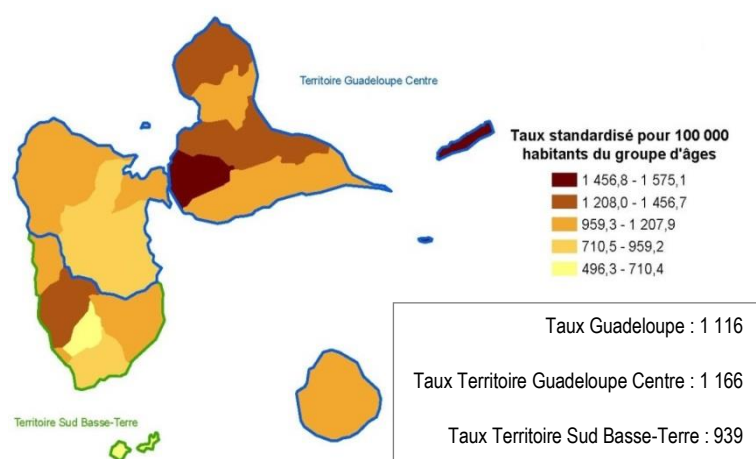 Territoire Guadeloupe Centre
Taux standardisé pour 100 000
habitants du groupe d'âges
1 456,8 - 1 575,1
1 208,0 - 1 456,7
959,3 - 1 207,9
710,5 - 959,2
496,3 - 710,4
Taux Guadeloupe : 1 116
Taux Territoire Guadeloupe Centre : 1 166
Taux Territoire Sud Basse-Terre : 939
Territoire Sud Basse-Terre